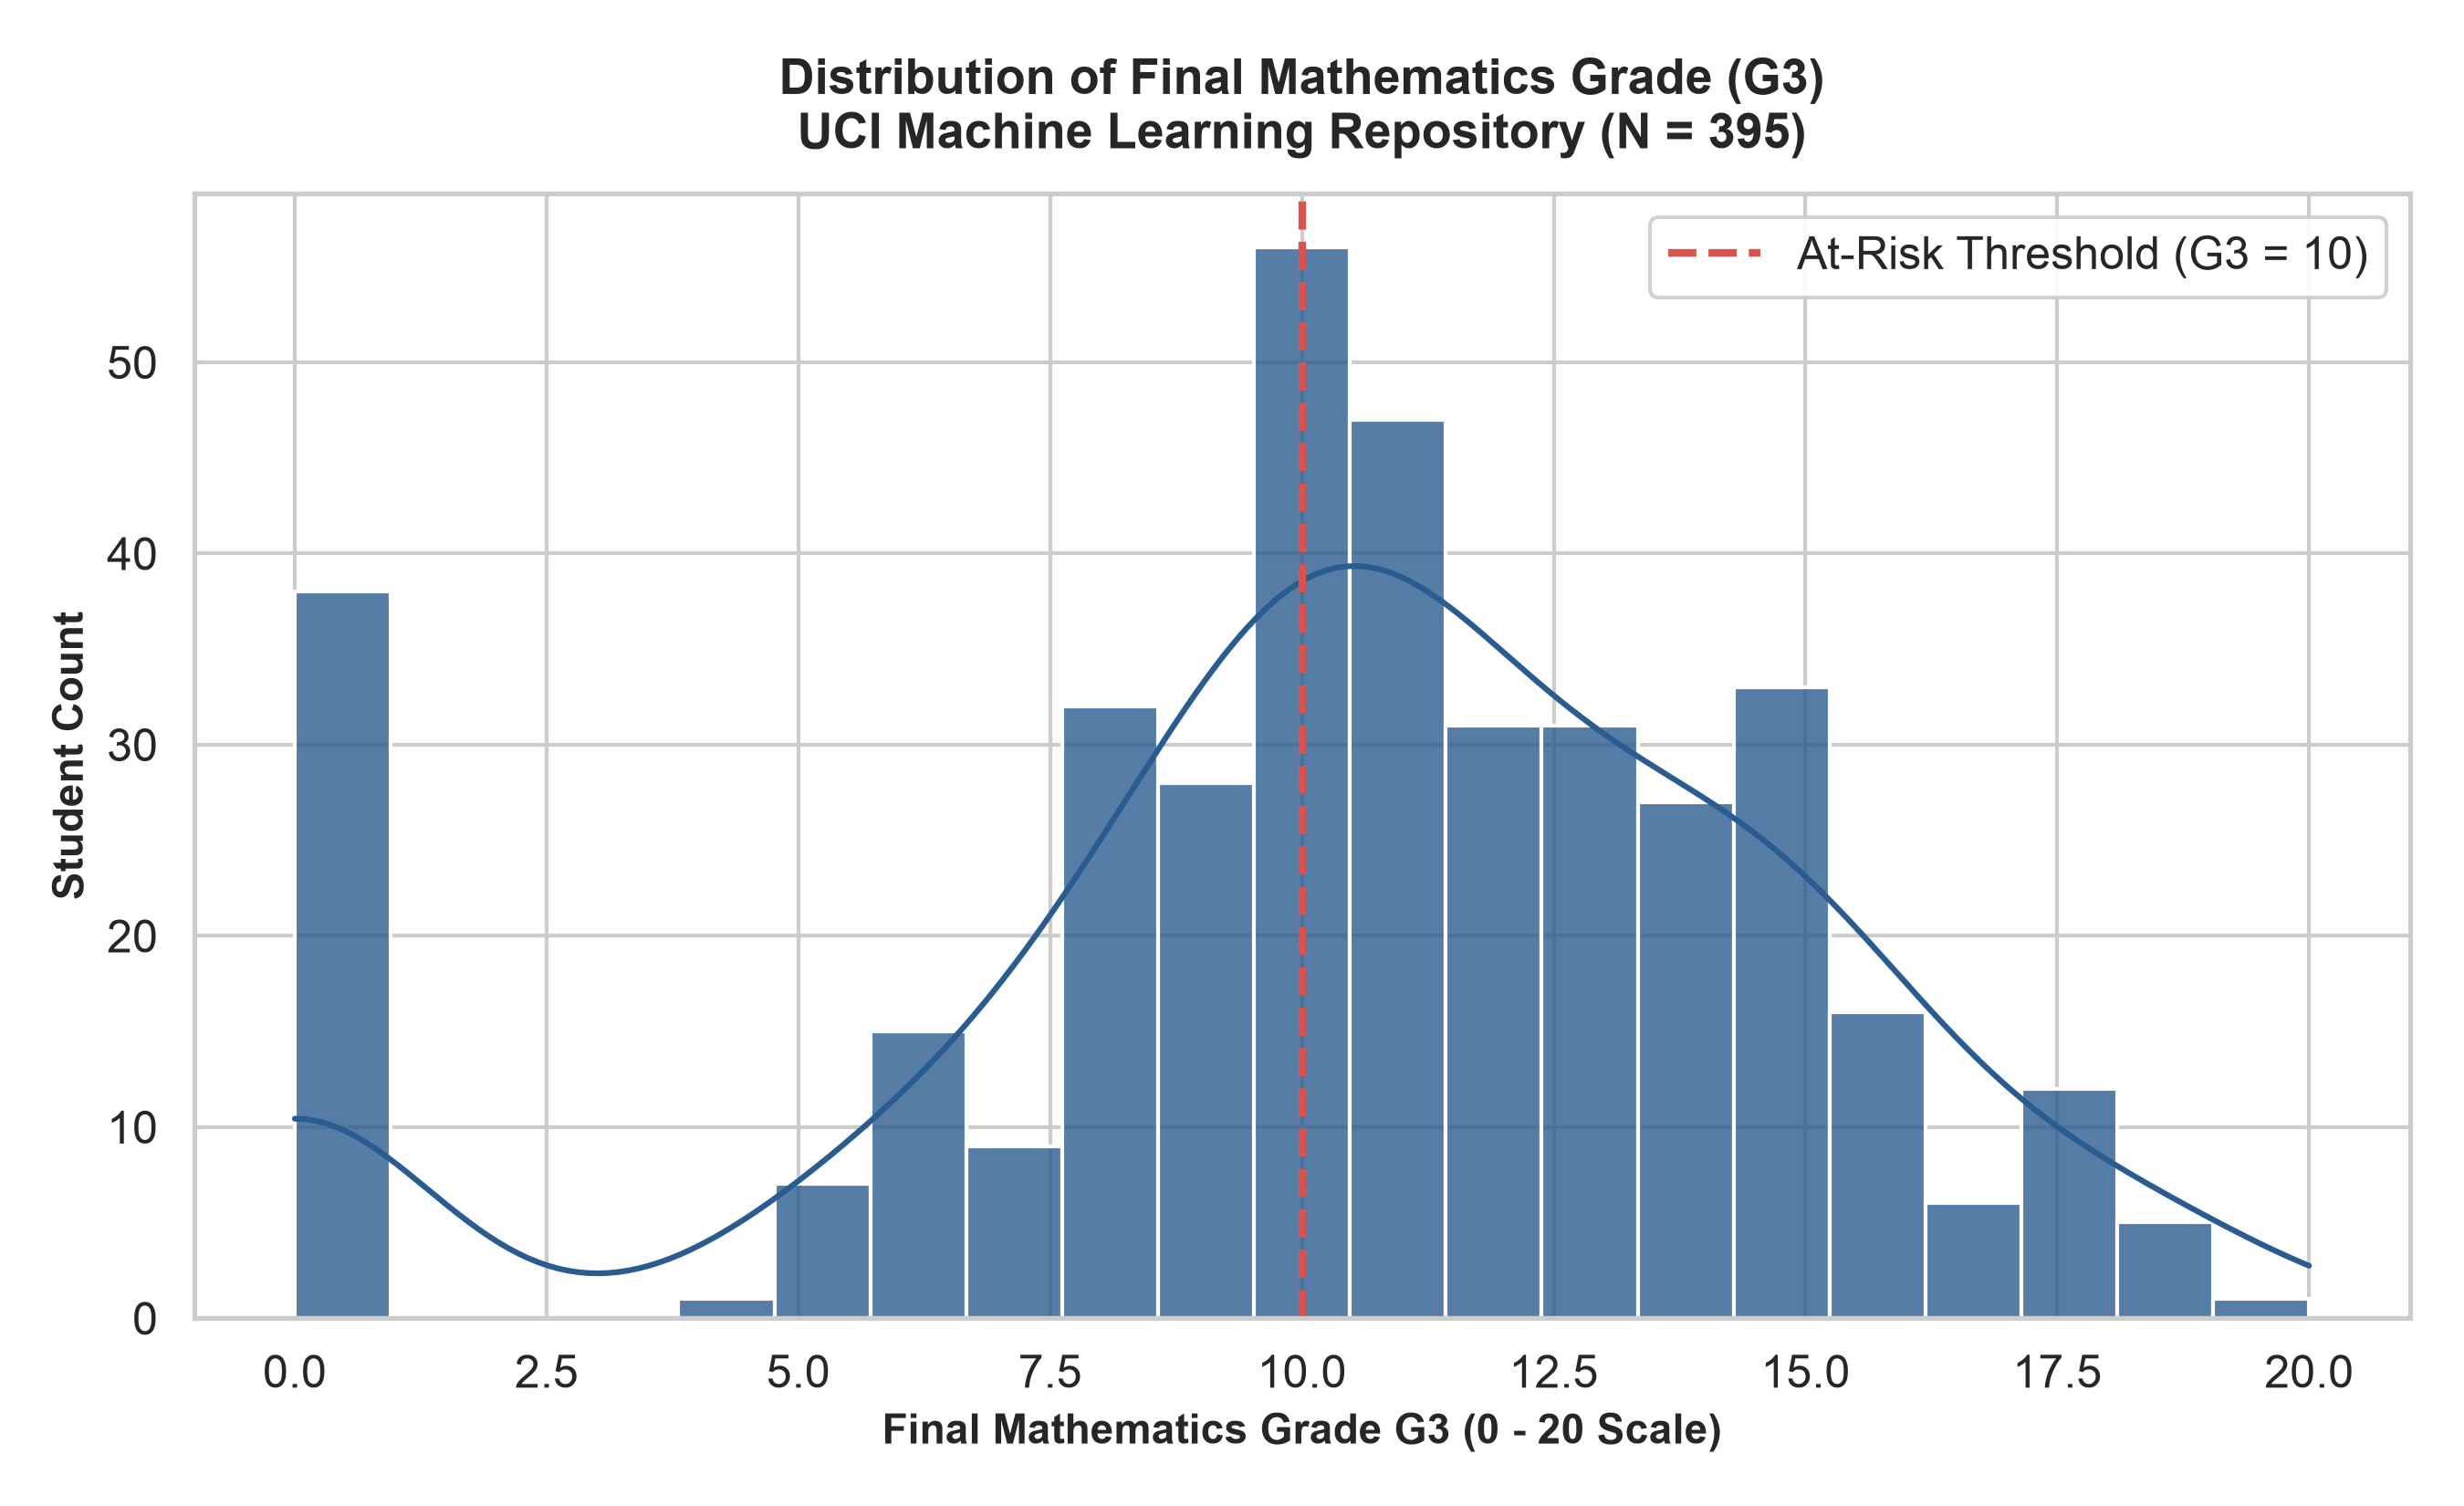 Distribution of Final Mathematics Grade (G3)
UCI Machine Learning Repository (N = 395)
At-Risk Threshold (G3 = 10)
Student Count
50
40
30
20
10
0
0.0 2.5 5.0 7.5 10.0 12.5 15.0 17.5 20.0
Final Mathematics Grade G3 (0 - 20 Scale)